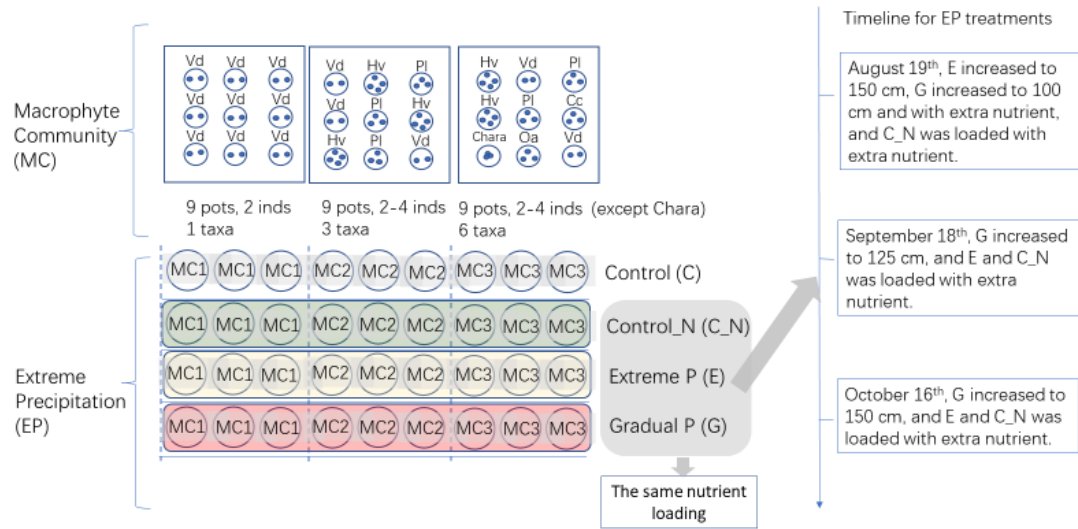 Macrophyte
Community
(MC)
Vd Vd Vd
Vd Vd Vd
Vd Vd Vd
Vd Hv Pl
Vd Pl Hv
Hv Pl Vd
Hv Vd Pl
Hv Pl Cc
Chara Oa Vd
9 pots, 2 inds
1 taxa
9 pots, 2-4 inds
3 taxa
9 pots, 2-4 inds (except Chara)
6 taxa
Extreme
Precipitation
(EP)
MC1 MC1 MC1 MC2 MC2 MC2 MC3 MC3 MC3 Control (C)
MC1 MC1 MC1 MC2 MC2 MC2 MC3 MC3 MC3 Control_N (C_N)
MC1 MC1 MC1 MC2 MC2 MC2 MC3 MC3 MC3 Extreme P (E)
MC1 MC1 MC1 MC2 MC2 MC2 MC3 MC3 MC3 Gradual P (G)
The same nutrient
loading
Timeline for EP treatments
August 19th, E increased to
150 cm, G increased to 100
cm and with extra nutrient,
and C_N was loaded with
extra nutrient.
September 18th, G increased
to 125 cm, and E and C_N
was loaded with extra
nutrient.
October 16th, G increased to
150 cm, and E and C_N was
loaded with extra nutrient.